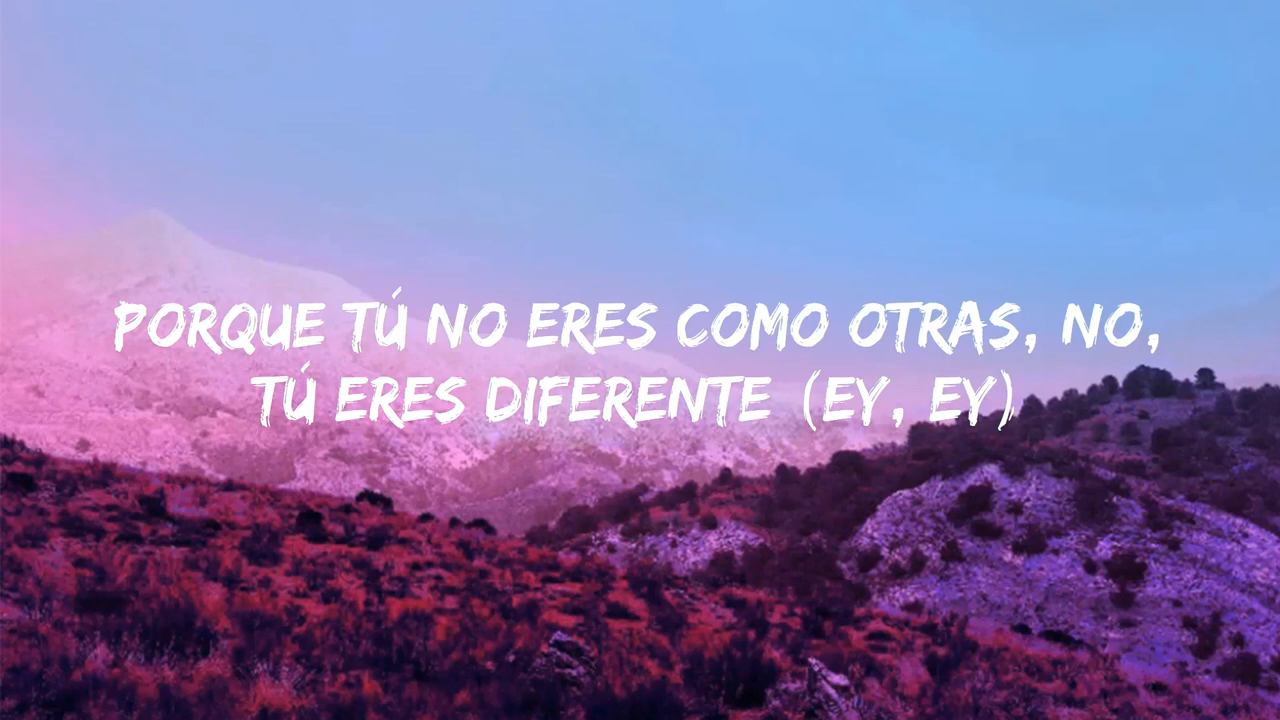 PORQUE TÚ NO ERES COMO OTRAS, NO,
TÚ ERES DIFERENTE (EY, EY)